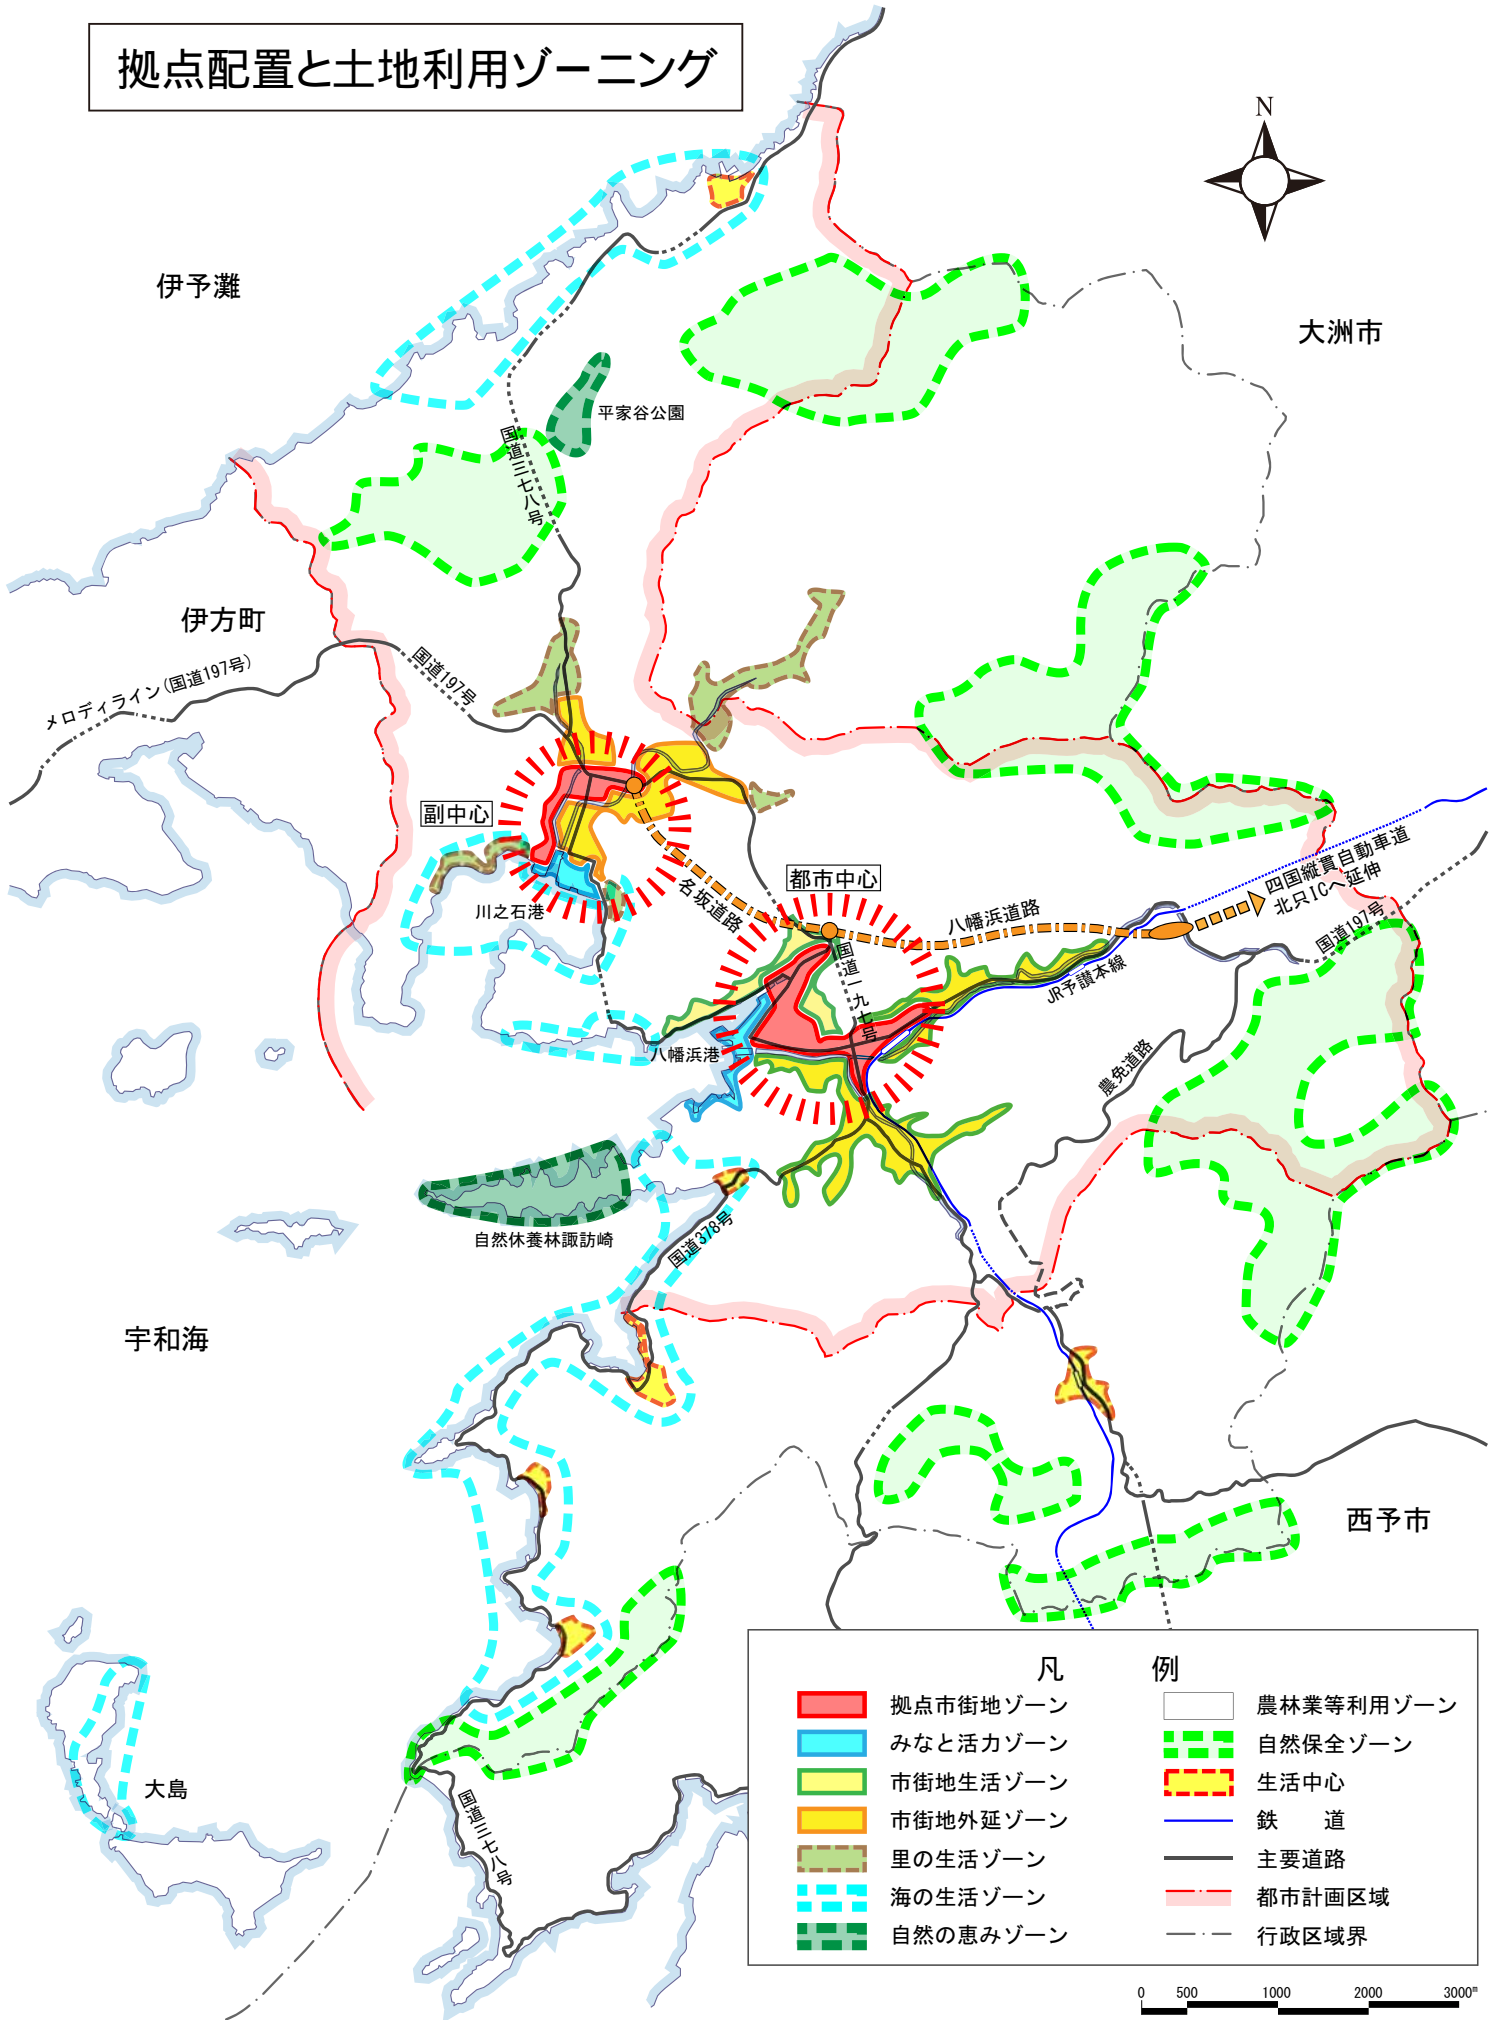 拠点配置と土地利用ゾーニング
N
伊予灘
大洲市
平家谷公園
国道三七八号
伊方町
メロディライン(国道197号)
国道197号
副中心
都市中心
四国縦貫自動車道
北只ICへ延伸
名坂道路
八幡浜道路
川之石港
国道197号
国道一九七号
JR予讃本線
八幡浜港
農免道路
自然休養林諏訪崎
国道378号
宇和海
西予市
大島
国道三七八号
凡 例
拠点市街地ゾーン
みなと活力ゾーン
市街地生活ゾーン
市街地外延ゾーン
里の生活ゾーン
海の生活ゾーン
自然の恵みゾーン
農林業等利用ゾーン
自然保全ゾーン
生活中心
鉄 道
主要道路
都市計画区域
行政区域界
0 500 1000 2000 3000m